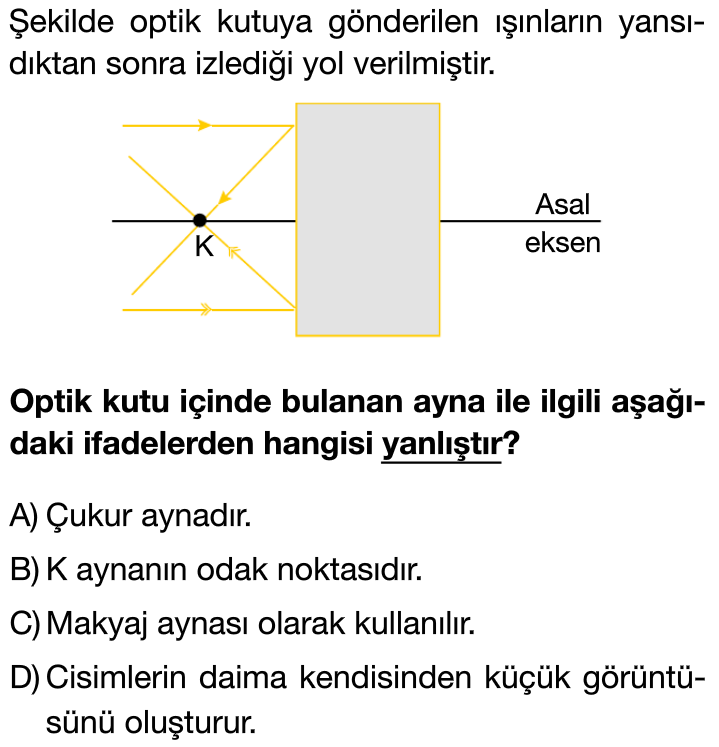 Şekilde optik kutuya gönderilen ışınların yansı-
dıktan sonra izlediği yol verilmiştir.
Asal
K
eksen
Optik kutu içinde bulanan ayna ile ilgili aşağı-
daki ifadelerden hangisi yanlıştır?
A) Çukur aynadır.
B) K aynanın odak noktasıdır.
C) Makyaj aynası olarak kullanılır.
D) Cisimlerin daima kendisinden küçük görüntü-
sünü oluşturur.